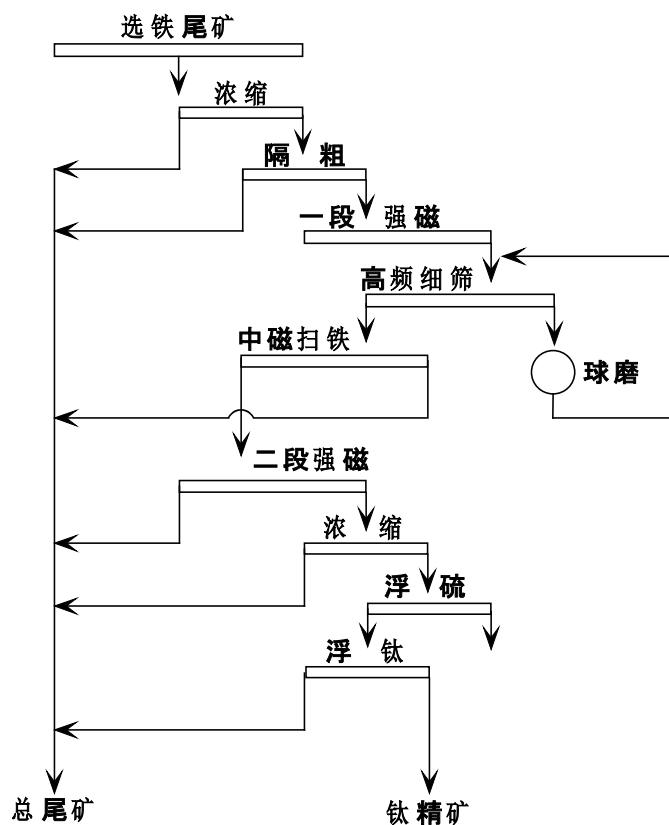 选铁尾矿
浓缩
隔粗
一段强磁
高频细筛
中磁扫铁
球磨
二段强磁
浓缩
浮硫
浮钛
总尾矿
钛精矿